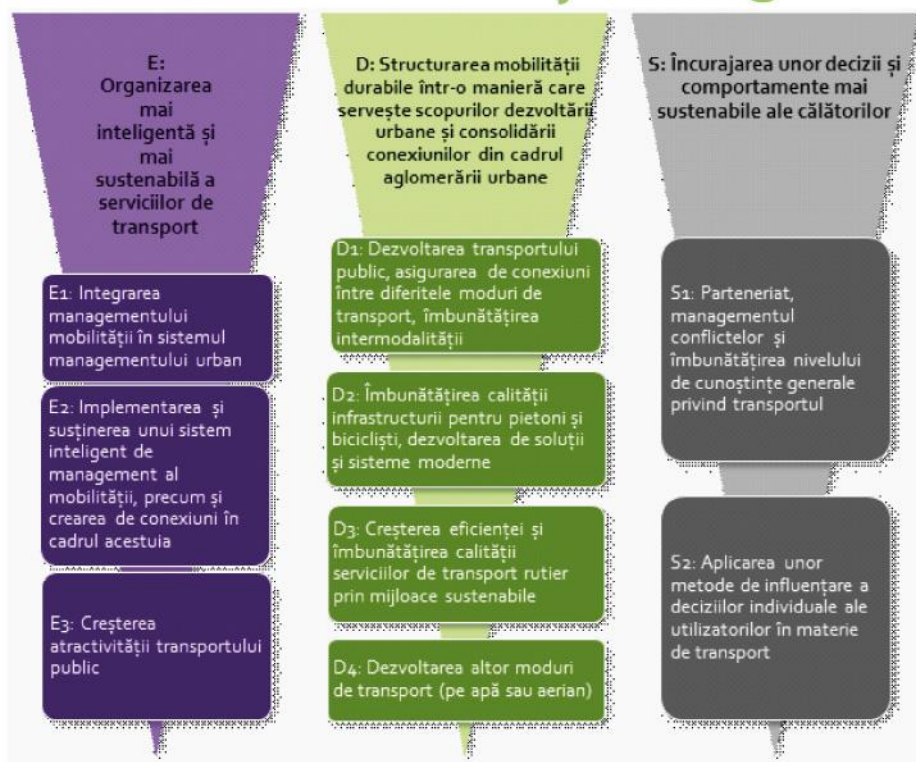 E:
Organizarea
mai
inteligentă și
mai
sustenabilă a
serviciilor de
transport
E1: Integrarea
managementului
mobilității în sistemul
managementului urban
E2: Implementarea și
susținerea unui sistem
inteligent de
management al
mobilității, precum și
crearea de conexiuni în
cadrul acestuia
E3: Creșterea
atractivității transportului
public
D: Structurarea mobilității
durabile într-o manieră care
servește scopurilor dezvoltării
urbane și consolidării
conexiunilor din cadrul
aglomerării urbane
D1: Dezvoltarea transportului
public, asigurarea de conexiuni
între diferitele moduri de
transport, îmbunătățirea
intermodalității
D2: Îmbunătățirea calității
infrastructurii pentru pietoni și
bicicliști, dezvoltarea de soluții
și sisteme moderne
D3: Creșterea eficienței și
îmbunătățirea calității
serviciilor de transport rutier
prin mijloace sustenabile
D4: Dezvoltarea altor moduri
de transport (pe apă sau aerian)
S: Încurajarea unor decizii și
comportamente mai
sustenabile ale călătorilor
S1: Parteneriat,
managementul
conflictelor și
îmbunătățirea nivelului
de cunoștințe generale
privind transportul
S2: Aplicarea unor
metode de influențare a
deciziilor individuale ale
utilizatorilor în materie
de transport